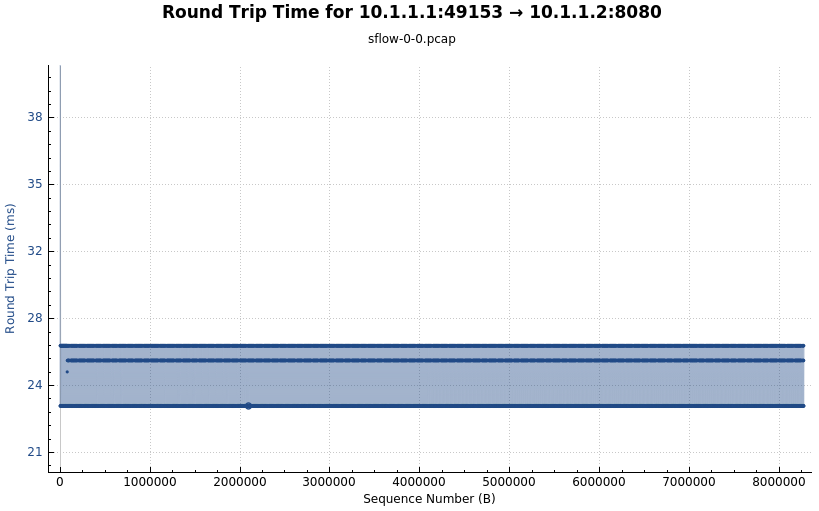 Round Trip Time for 10.1.1.1:49153 → 10.1.1.2:8080
sflow-0-0.pcap
Round Trip Time (ms)
38
35
32
28
24
21
0 1000000 2000000 3000000 4000000 5000000 6000000 7000000 8000000
Sequence Number (B)